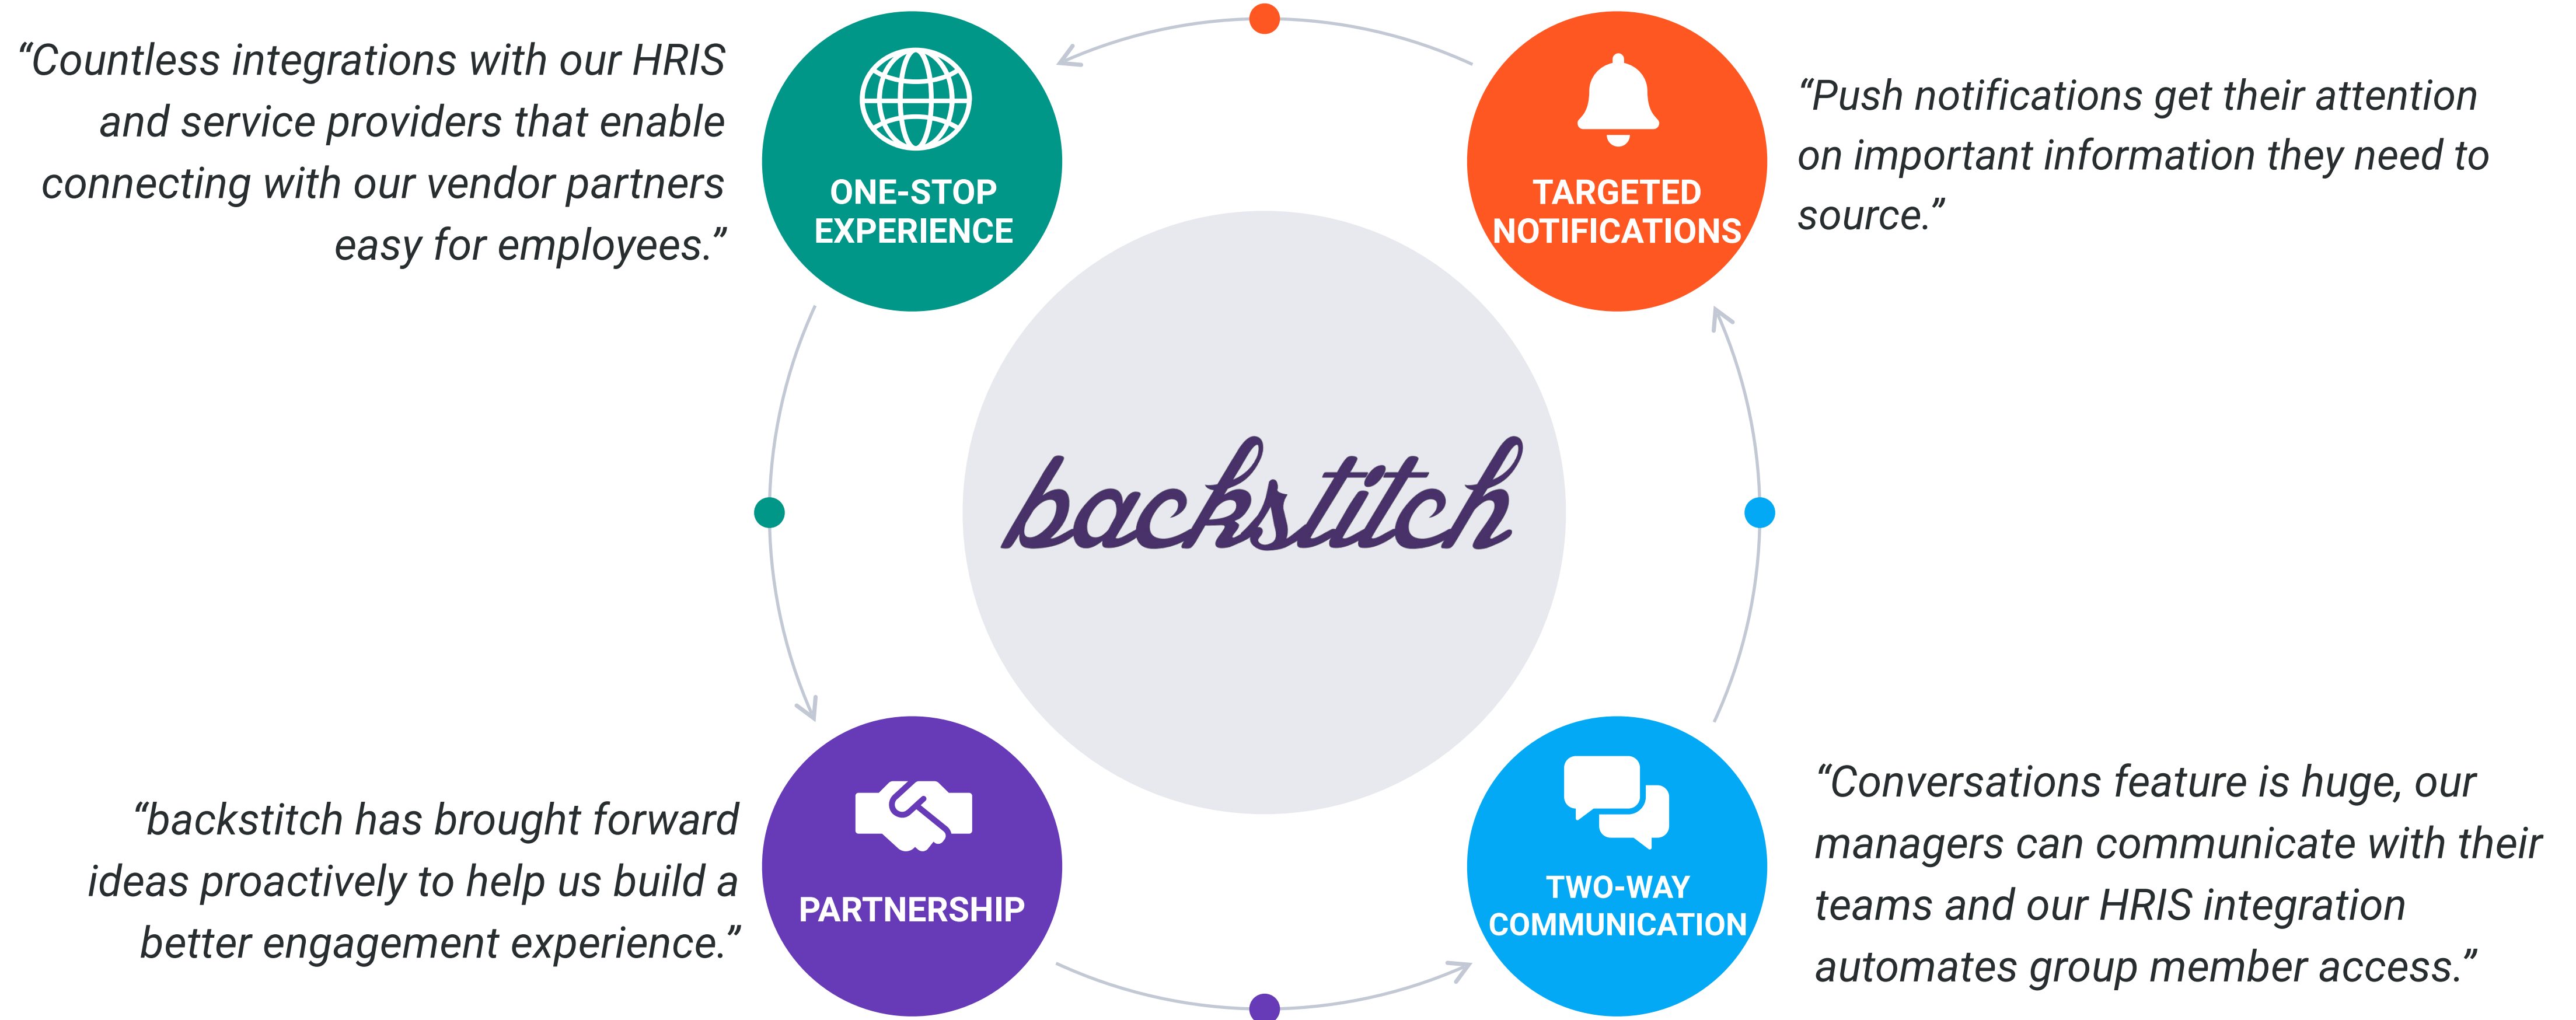 “Countless integrations with our HRIS
and service providers that enable
connecting with our vendor partners
easy for employees.”
ONE-STOP
EXPERIENCE
TARGETED
NOTIFICATIONS
“Push notifications get their attention
on important information they need to
source.”
backstitch
“backstitch has brought forward
ideas proactively to help us build a
better engagement experience.”
PARTNERSHIP
TWO-WAY
COMMUNICATION
“Conversations feature is huge, our
managers can communicate with their
teams and our HRIS integration
automates group member access.”